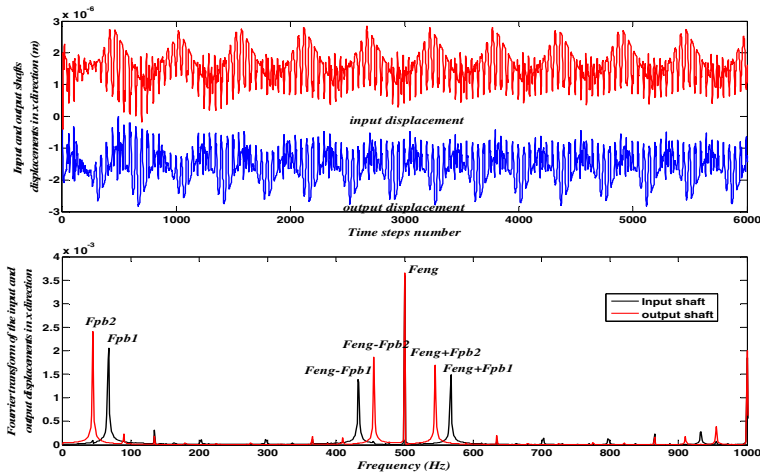 × 10⁻⁶
3
2
1
0
-1
-2
-3
Input and output shafts
displacements in x direction (m)
input displacement
output displacement
0
1000
2000
3000
4000
5000
6000
Time steps number
× 10⁻³
4
3.5
3
2.5
2
1.5
1
0.5
0
Fourier transform of the input and
output displacements in x direction
Feng
Input shaft
output shaft
Fpb2
Fpb1
Feng-Fpb2
Feng+Fpb2
Feng-Fpb1
Feng+Fpb1
0
100
200
300
400
500
600
700
800
900
1000
Frequency (Hz)